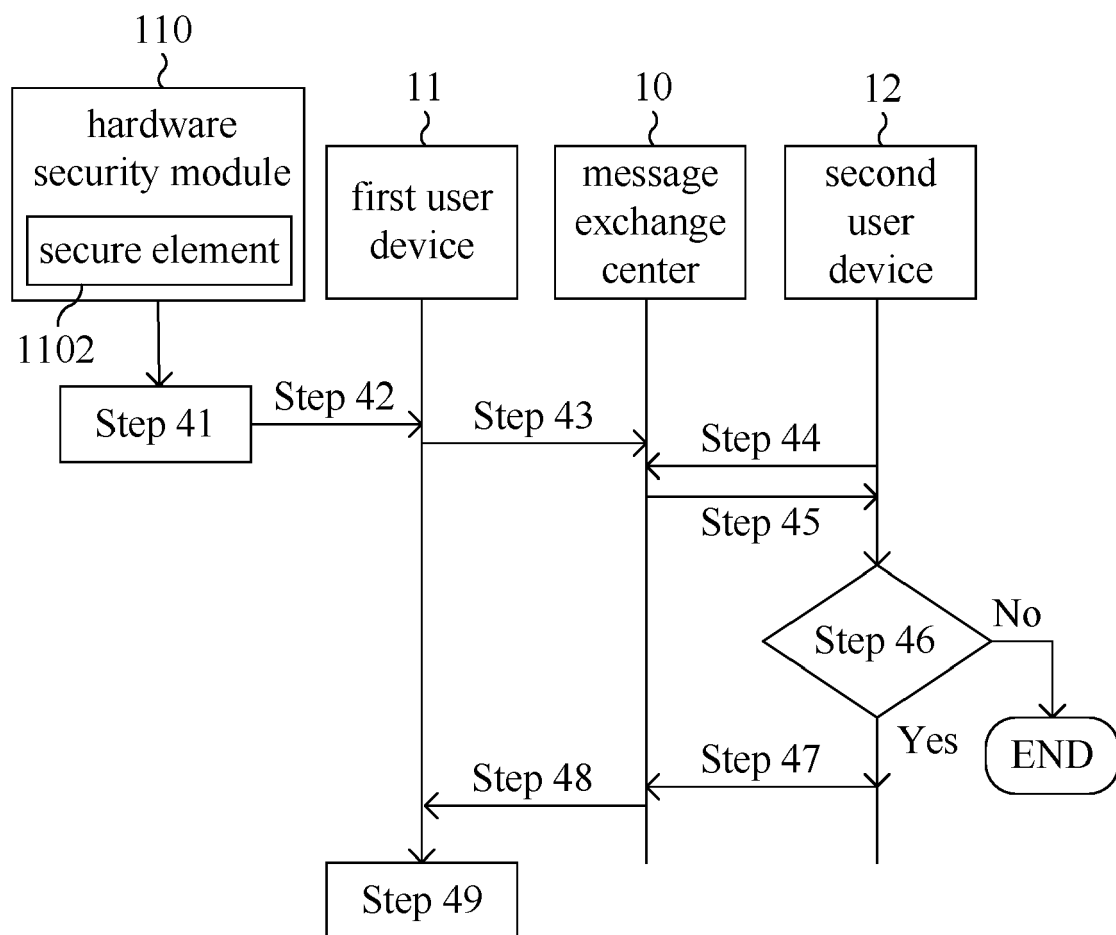 110
11
10
12
hardware
security module
secure element
first user
device
message
exchange
center
second
user
device
1102
Step 41
Step 42
Step 43
Step 44
Step 45
Step 46
No
Yes
END
Step 47
Step 48
Step 49